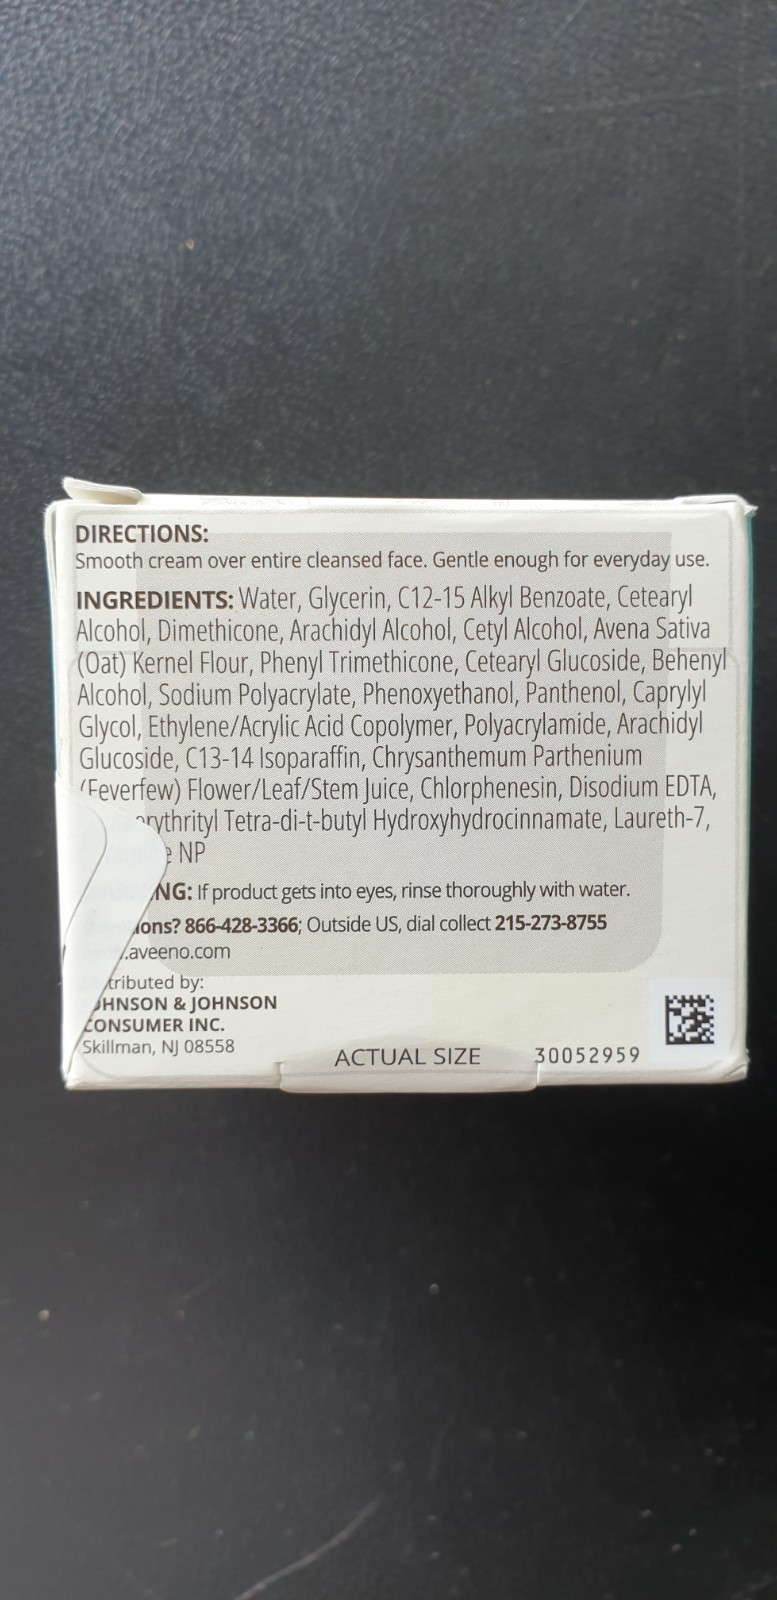 DIRECTIONS:
Smooth cream over entire cleansed face. Gentle enough for everyday use.
INGREDIENTS: Water, Glycerin, C12-15 Alkyl Benzoate, Cetearyl
Alcohol, Dimethicone, Arachidyl Alcohol, Cetyl Alcohol, Avena Sativa
(Oat) Kernel Flour, Phenyl Trimethicone, Cetearyl Glucoside, Behenyl
Alcohol, Sodium Polyacrylate, Phenoxyethanol, Panthenol, Caprylyl
Glycol, Ethylene/Acrylic Acid Copolymer, Polyacrylamide, Arachidyl
Glucoside, C13-14 Isoparaffin, Chrysanthemum Parthenium
(Feverfew) Flower/Leaf/Stem Juice, Chlorphenesin, Disodium EDTA,
erythrityl Tetra-di-t-butyl Hydroxyhydrocinnamate, Laureth-7,
e NP
NG: If product gets into eyes, rinse thoroughly with water.
ions? 866-428-3366; Outside US, dial collect 215-273-8755
.aveeno.com
tributed by:
JOHNSON & JOHNSON
CONSUMER INC.
Skillman, NJ 08558
ACTUAL SIZE
30052959